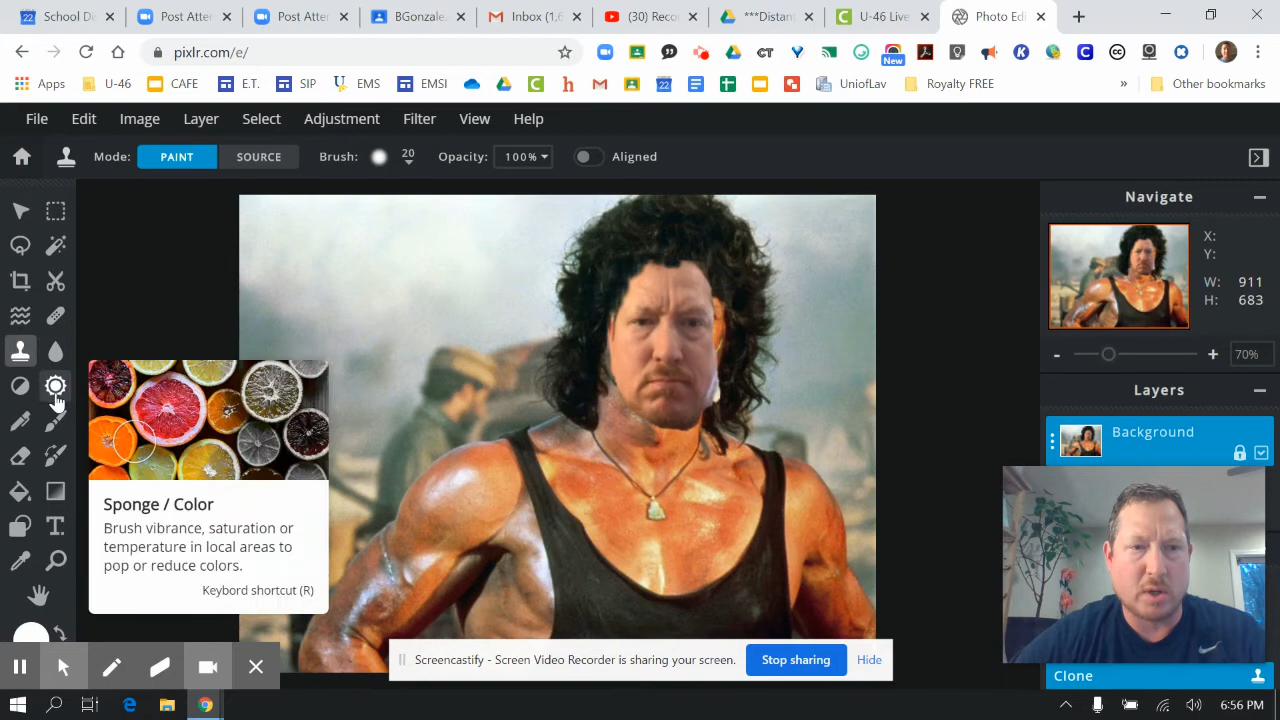 School D
Post Atter
Post Atter
BGonzale.
Inbox (1,6
(30) Reco
***Distan
U-46 Live
Photo Edi
pixlr.com/e/
New
Apps
U-46
CAFE
E.T.
SIP
EMS
EMSI
UniofLav
Royalty FREE
»
Other bookmarks
File
Edit
Image
Layer
Select
Adjustment
Filter
View
Help
Mode:
PAINT
SOURCE
Brush:
20
Opacity:
100%
Aligned
Navigate
X:
Y:
W: 911
H: 683
- + 70%
Layers
Background
Sponge / Color
Brush vibrance, saturation or
temperature in local areas to
pop or reduce colors.
Keybord shortcut (R)
Screencastify - Screen Video Recorder is sharing your screen.
Stop sharing
Hide
Clone
6:56 PM